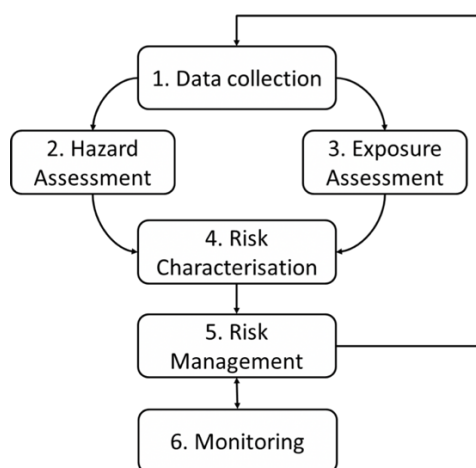 1. Data collection
2. Hazard
Assessment
3. Exposure
Assessment
4. Risk
Characterisation
5. Risk
Management
6. Monitoring